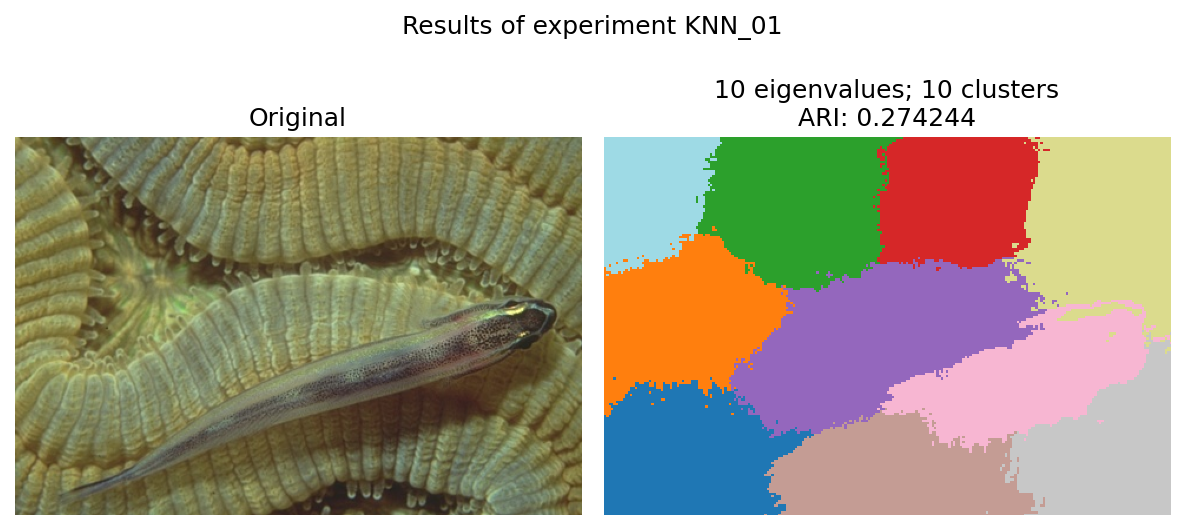 Results of experiment KNN_01
Original
10 eigenvalues; 10 clusters
ARI: 0.274244